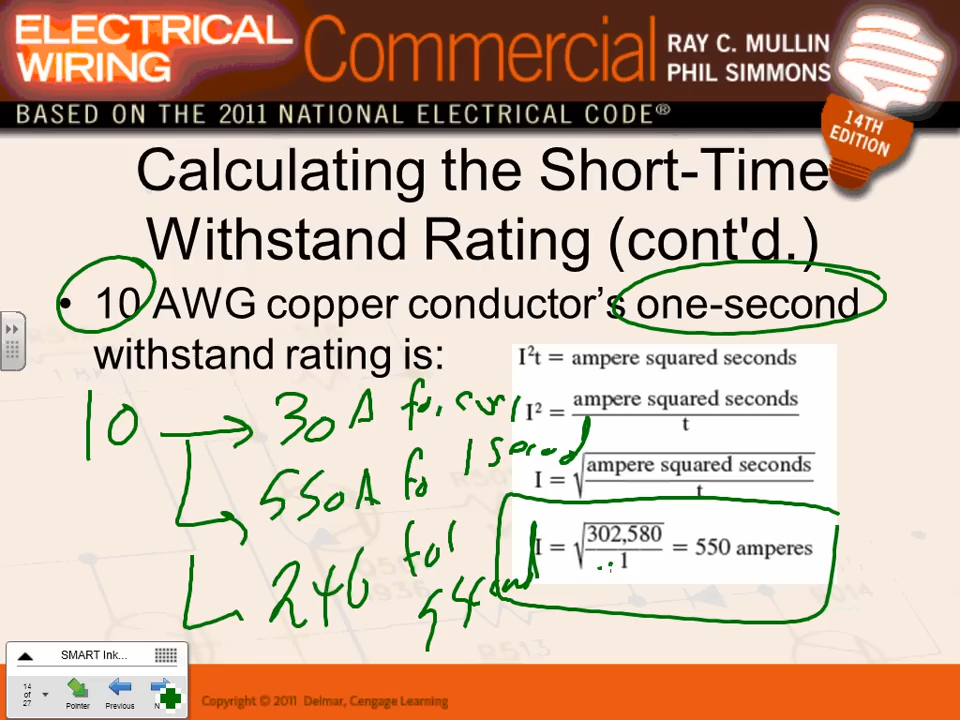 ELECTRICAL
WIRING
Commercial
RAY C. MULLIN
PHIL SIMMONS
BASED ON THE 2011 NATIONAL ELECTRICAL CODE®
14TH
EDITION
Calculating the Short-Time
Withstand Rating (cont'd.)
• 10 AWG copper conductor's one-second
withstand rating is:
I²t = ampere squared seconds
I² = ampere squared seconds
t
I = √ampere squared seconds
t
I = √302,580 = 550 amperes
1
10 → 30A for
550A for 1 second
246 for
5 second
SMART Ink...
14
of
27
Pointer
Previous
Copyright © 2011 Delmar, Cengage Learning